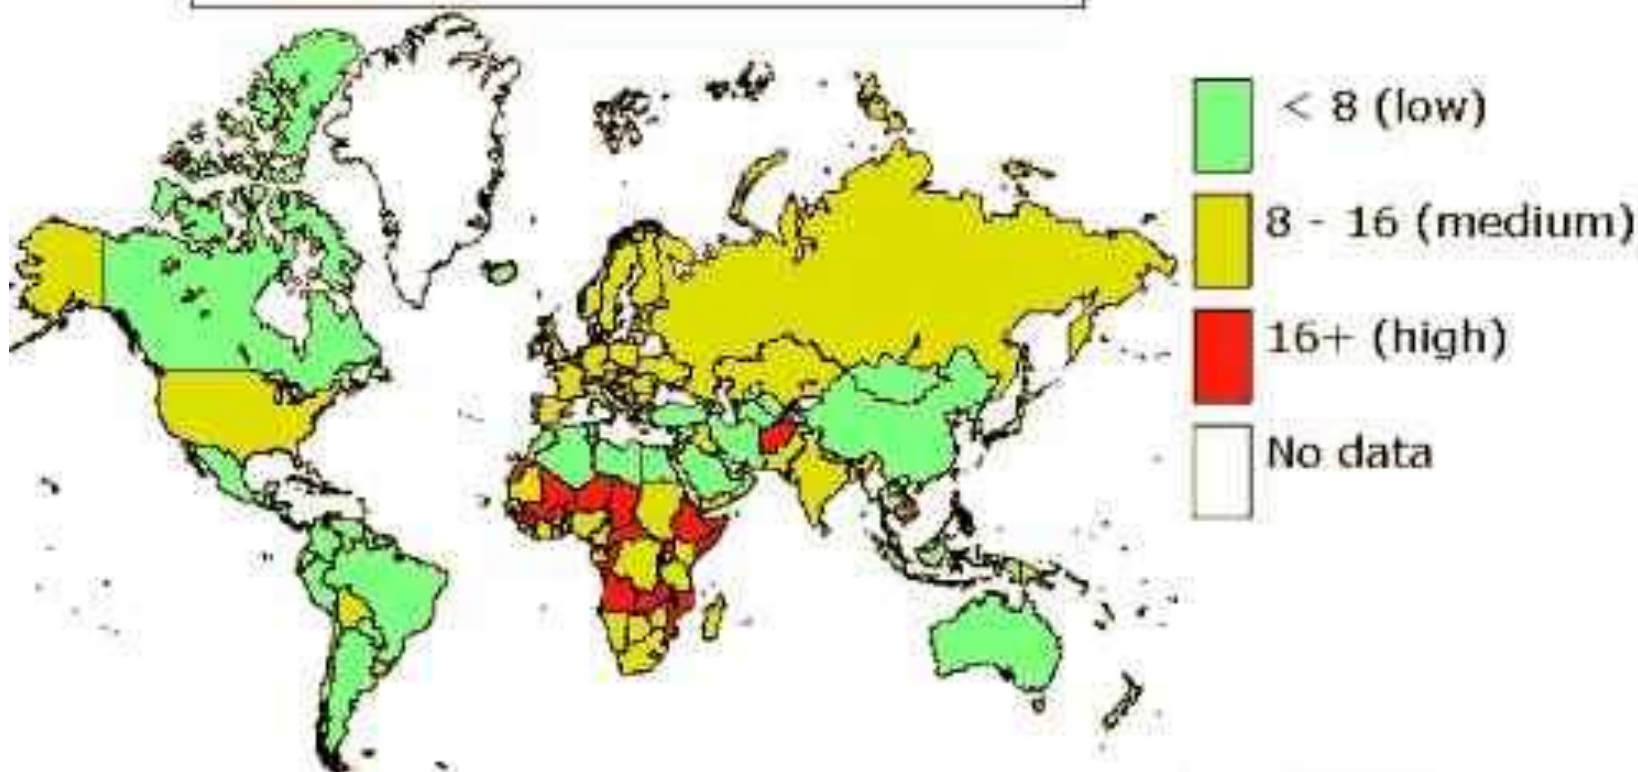 < 8 (low)
8 - 16 (medium)
16+ (high)
No data